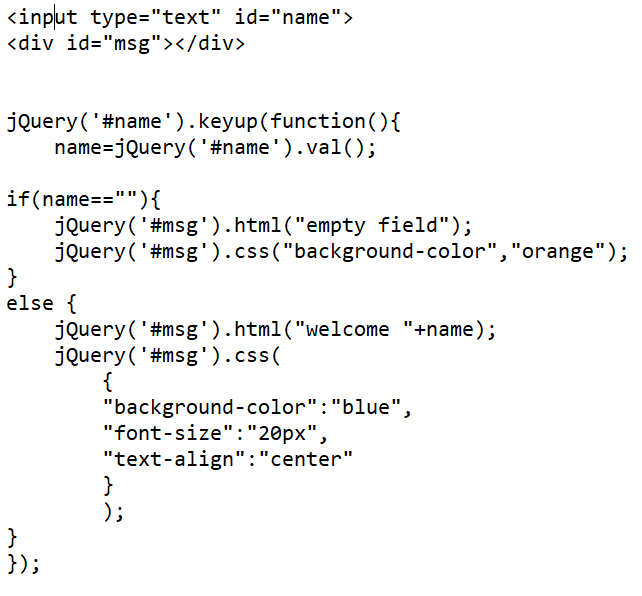 <input type="text" id="name">
<div id="msg"></div>
jQuery('#name').keyup(function(){
name=jQuery('#name').val();
if(name==""){
jQuery('#msg').html("empty field");
jQuery('#msg').css("background-color","orange");
}
else {
jQuery('#msg').html("welcome "+name);
jQuery('#msg').css(
{
"background-color":"blue",
"font-size":"20px",
"text-align":"center"
}
);
}
});